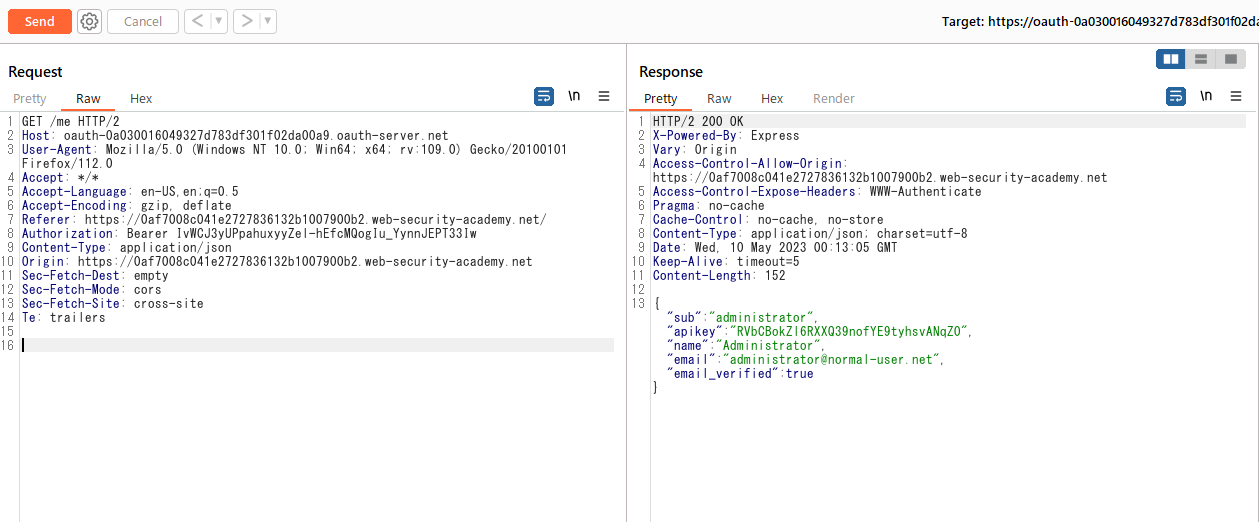 Send
Cancel
<
>
Target: https://oauth-0a030016049327d783df301f02da
Request
Pretty
Raw
Hex
\n
1 GET /me HTTP/2
2 Host: oauth-0a030016049327d783df301f02da00a9.oauth-server.net
3 User-Agent: Mozilla/5.0 (Windows NT 10.0; Win64; x64; rv:109.0) Gecko/20100101
Firefox/112.0
4 Accept: */*
5 Accept-Language: en-US,en;q=0.5
6 Accept-Encoding: gzip, deflate
7 Referer: https://0af7008c041e2727836132b1007900b2.web-security-academy.net/
8 Authorization: Bearer IvWCJ3yUPpahuxyyZel-hEfcMQogIu_YynnJEPT33Iw
9 Content-Type: application/json
10 Origin: https://0af7008c041e2727836132b1007900b2.web-security-academy.net
11 Sec-Fetch-Dest: empty
12 Sec-Fetch-Mode: cors
13 Sec-Fetch-Site: cross-site
14 Te: trailers
15
16
Response
Pretty
Raw
Hex
Render
\n
1 HTTP/2 200 OK
2 X-Powered-By: Express
3 Vary: Origin
4 Access-Control-Allow-Origin:
https://0af7008c041e2727836132b1007900b2.web-security-academy.net
5 Access-Control-Expose-Headers: WWW-Authenticate
6 Pragma: no-cache
7 Cache-Control: no-cache, no-store
8 Content-Type: application/json; charset=utf-8
9 Date: Wed, 10 May 2023 00:13:05 GMT
10 Keep-Alive: timeout=5
11 Content-Length: 152
12
13 {
"sub":"administrator",
"apikey":"RVbCBokZl6RXXQ39nofYE9tyhsvANqZ0",
"name":"Administrator",
"email":"administrator@normal-user.net",
"email_verified":true
}